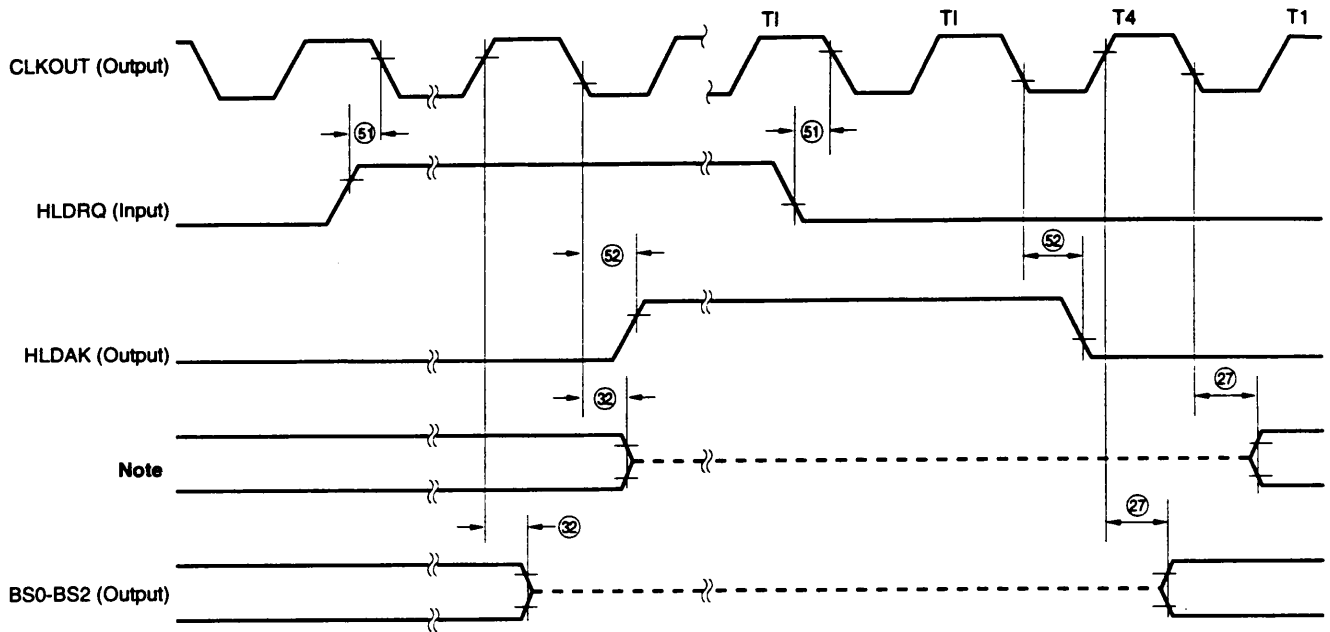 TI TI T4 T1
CLKOUT (Output)
51 51
HLDRQ (Input)
52 52
HLDAK (Output)
32 27
Note
32 27
BS0-BS2 (Output)